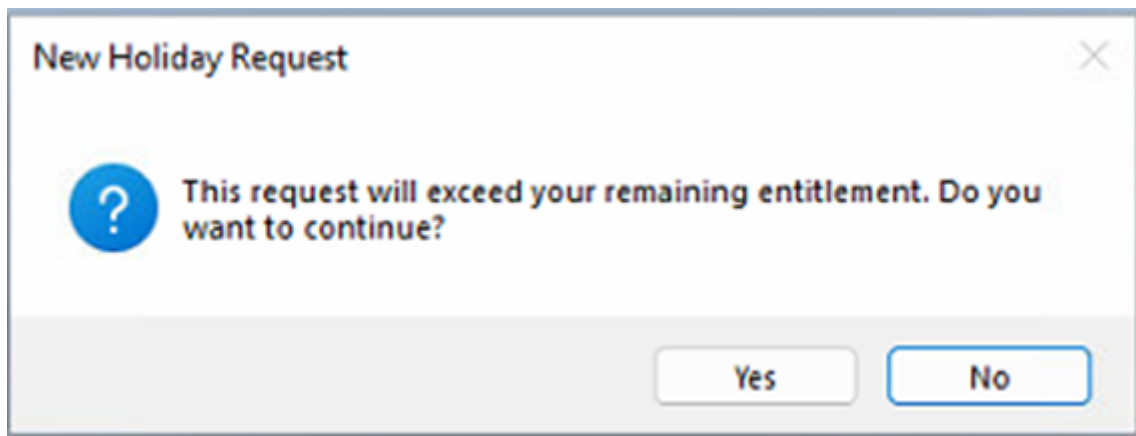 New Holiday Request
This request will exceed your remaining entitlement. Do you
want to continue?
Yes
No